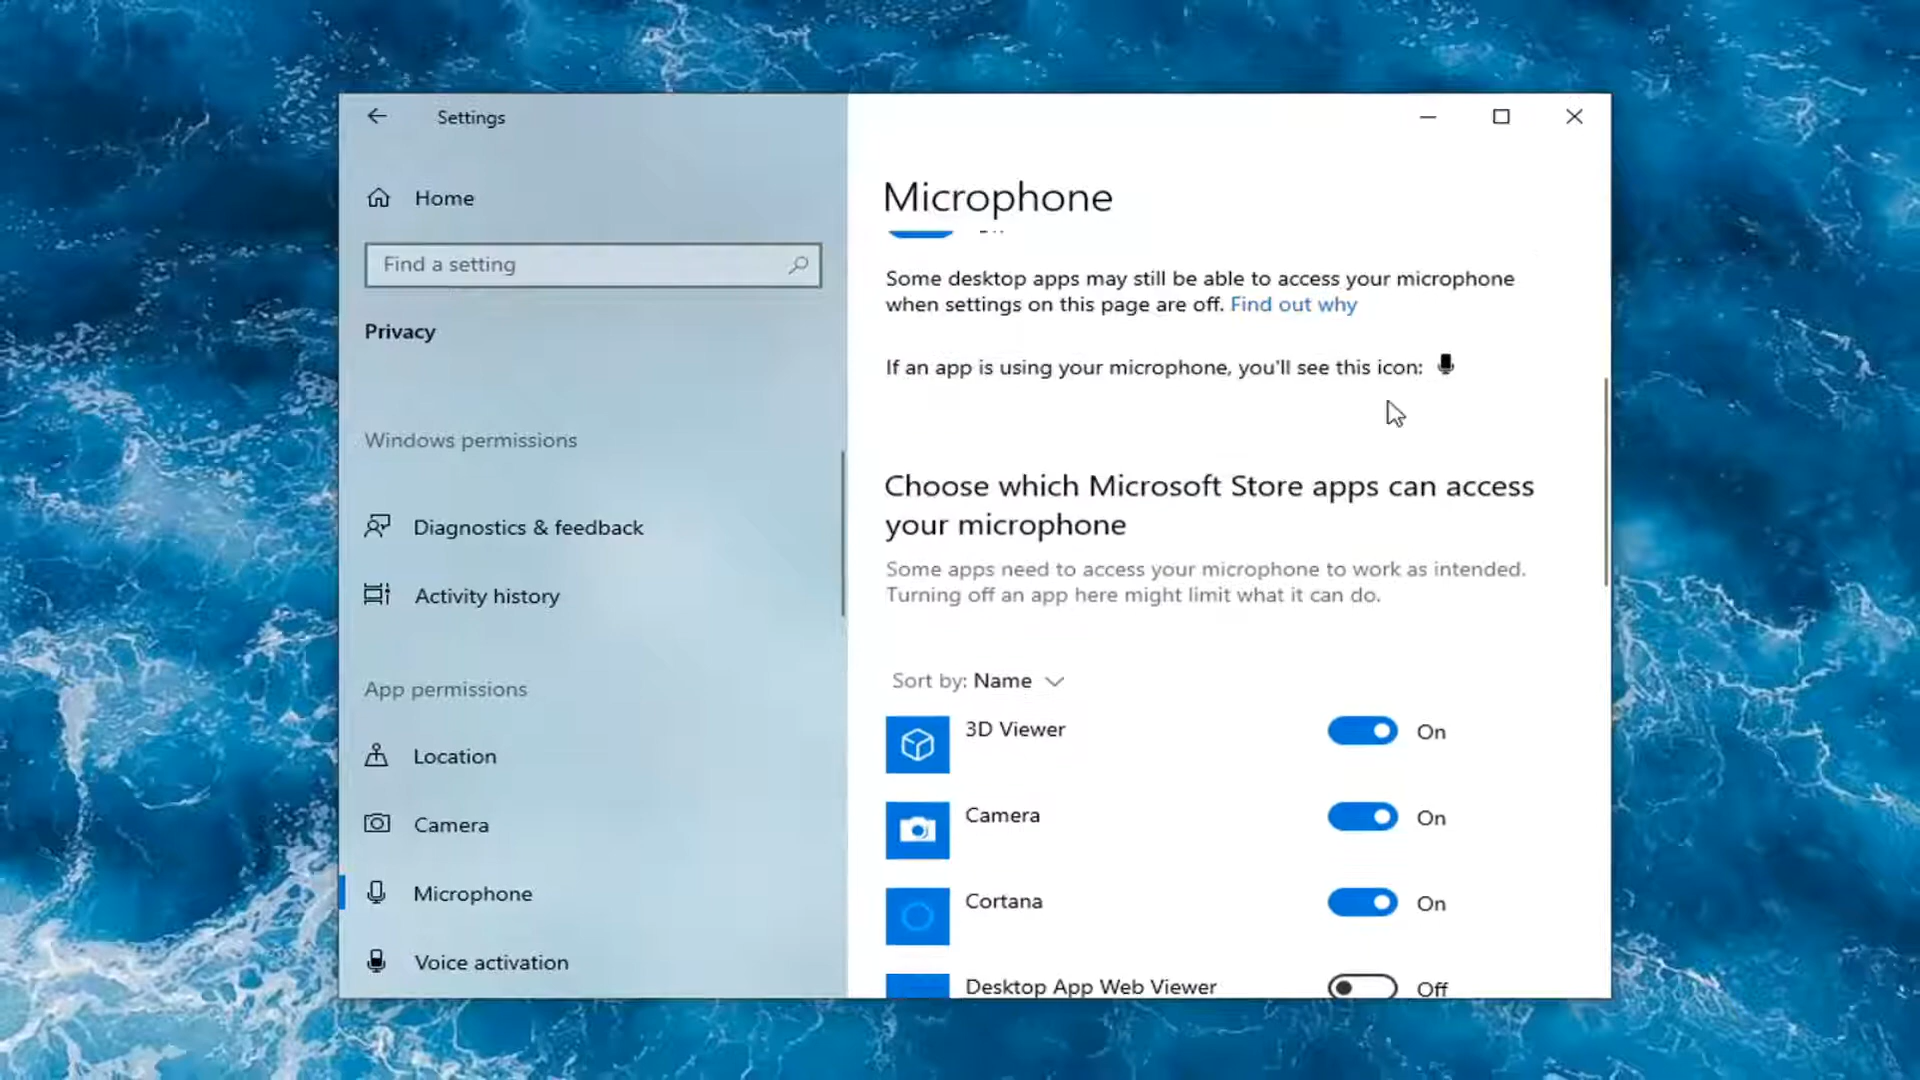 Settings
Home
Find a setting
Privacy
Windows permissions
Diagnostics & feedback
Activity history
App permissions
Location
Camera
Microphone
Voice activation
Microphone
Some desktop apps may still be able to access your microphone
when settings on this page are off. Find out why
If an app is using your microphone, you'll see this icon:
Choose which Microsoft Store apps can access
your microphone
Some apps need to access your microphone to work as intended.
Turning off an app here might limit what it can do.
Sort by: Name
3D Viewer On
Camera On
Cortana On
Desktop App Web Viewer Off